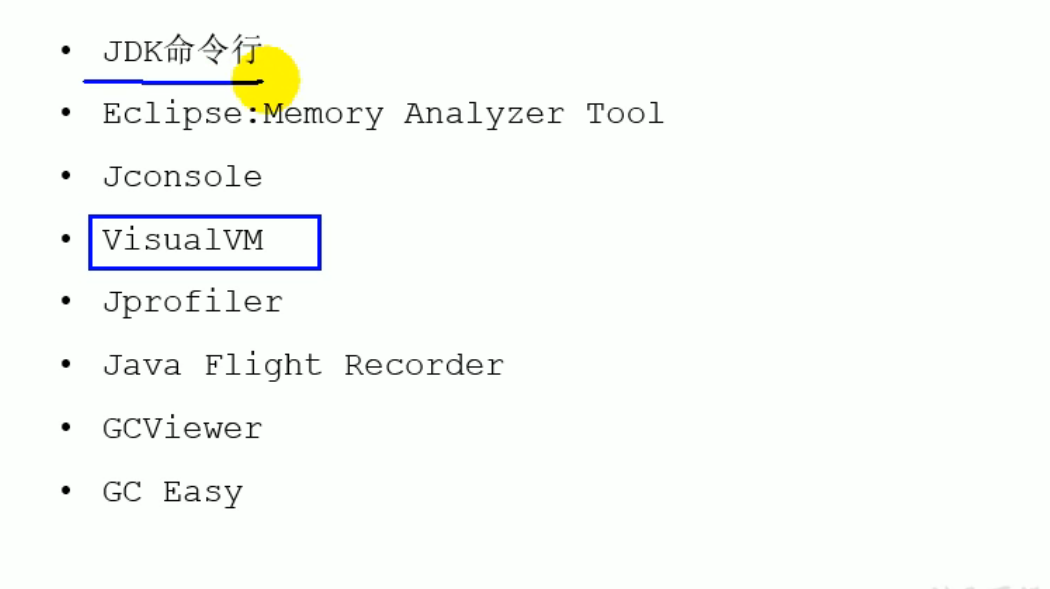 • JDK命令行
• Eclipse:Memory Analyzer Tool
• Jconsole
• VisualVM
• Jprofiler
• Java Flight Recorder
• GCViewer
• GC Easy